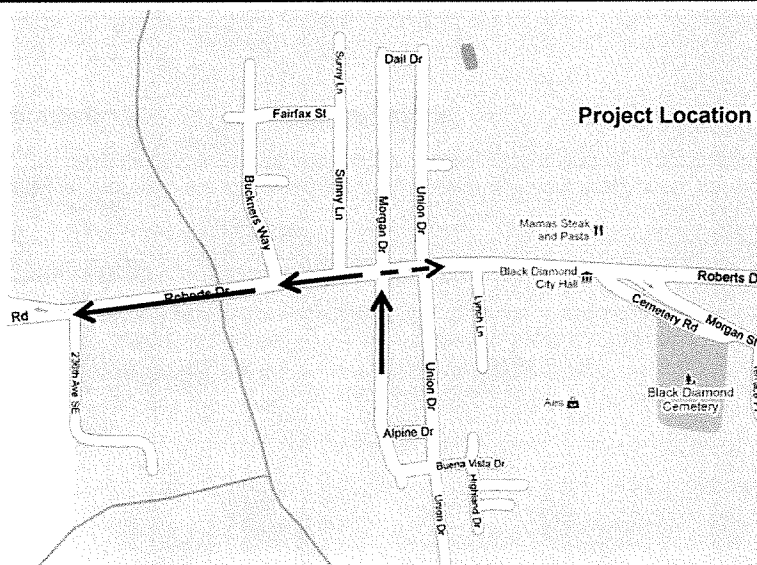 Sunny Ln
Dail Dr
Fairfax St
Project Location
Buckners Way
Sunny Ln
Morgan Dr
Union Dr
Mamas Steak
and Pasta
Black Diamond
City Hall
Roberts D
Roberts Dr
Rd
Lynch Ln
Cemetery Rd
Morgan St
Union Dr
Black Diamond
Cemetery
Alpine Dr
Buena Vista Dr
Highland Dr
Union Dr